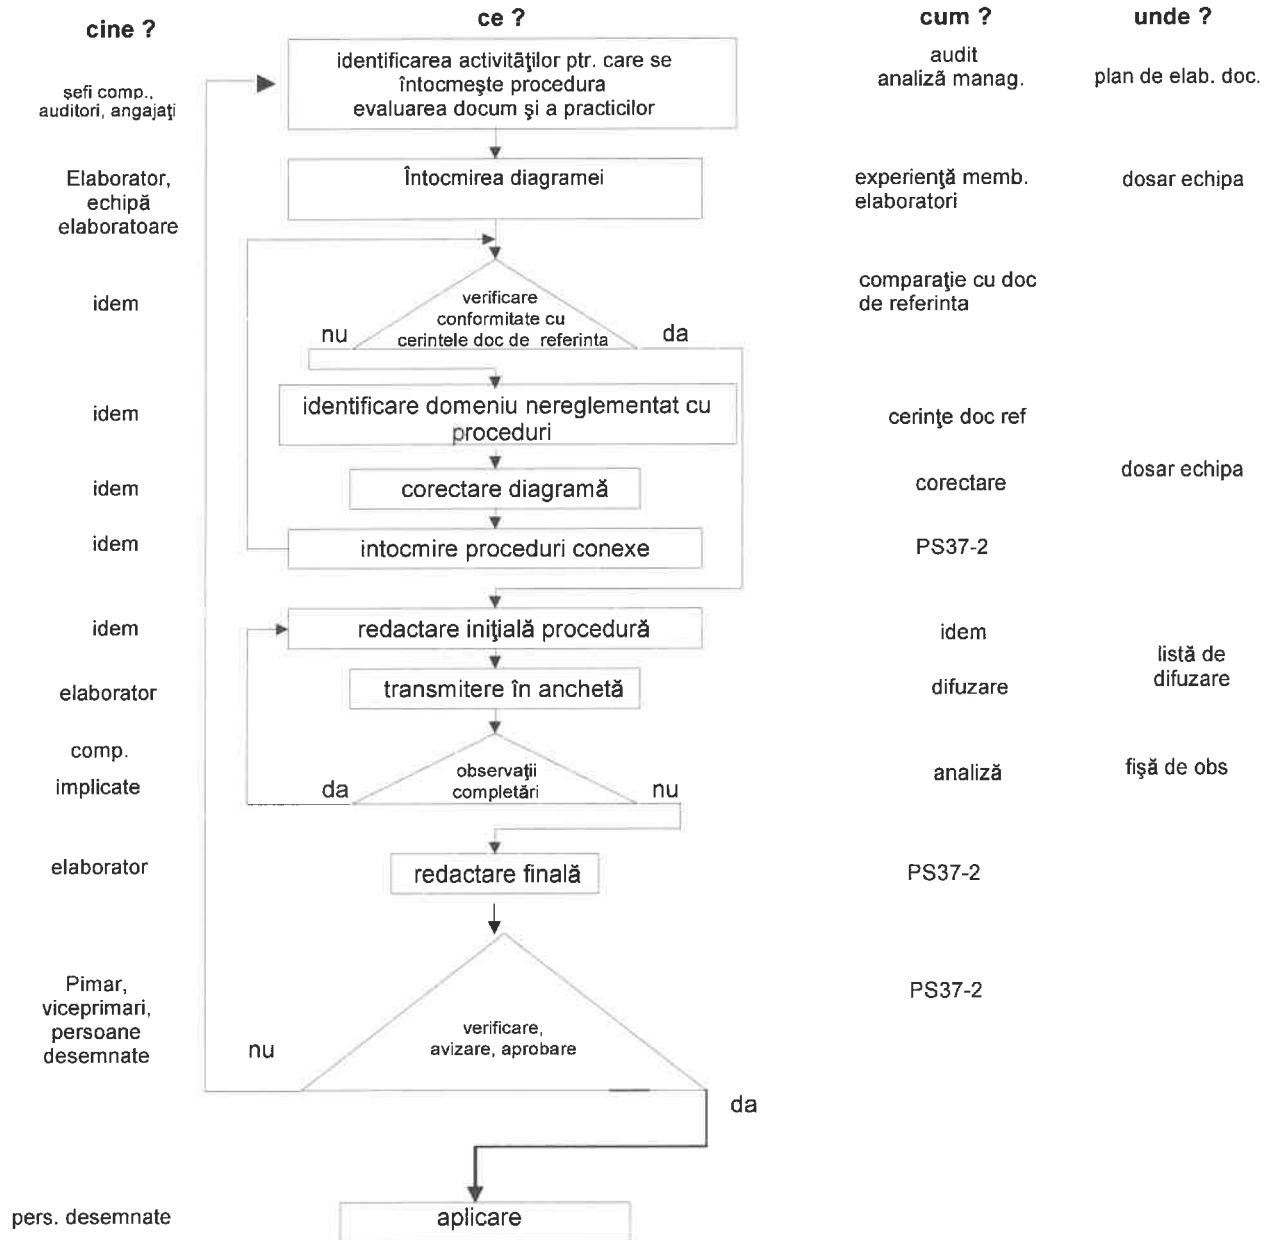 cine ?
ce ?
cum ?
unde ?
şefi comp.,
auditori, angajaţi
identificarea activităţilor ptr. care se
întocmeşte procedura
evaluarea docum şi a practicilor
audit
analiză manag.
plan de elab. doc.
Elaborator,
echipă
elaboratoare
Întocmirea diagramei
experienţă memb.
elaboratori
dosar echipa
idem
verificare
conformitate cu
cerintele doc de referinta
nu
da
comparaţie cu doc
de referinta
idem
identificare domeniu nereglementat cu
proceduri
cerinţe doc ref
idem
corectare diagramă
corectare
dosar echipa
idem
intocmire proceduri conexe
PS37-2
idem
redactare iniţială procedură
idem
listă de
difuzare
elaborator
transmitere în anchetă
difuzare
comp.
implicate
da
observaţii
completări
nu
analiză
fişă de obs
elaborator
redactare finală
PS37-2
Pimar,
viceprimari,
persoane
desemnate
nu
verificare,
avizare, aprobare
da
PS37-2
pers. desemnate
aplicare